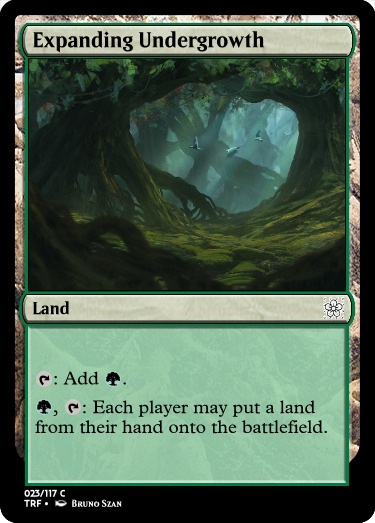 Expanding Undergrowth
Land
: Add .
, : Each player may put a land
from their hand onto the battlefield.
023/117 C
TRF • Bruno Szan